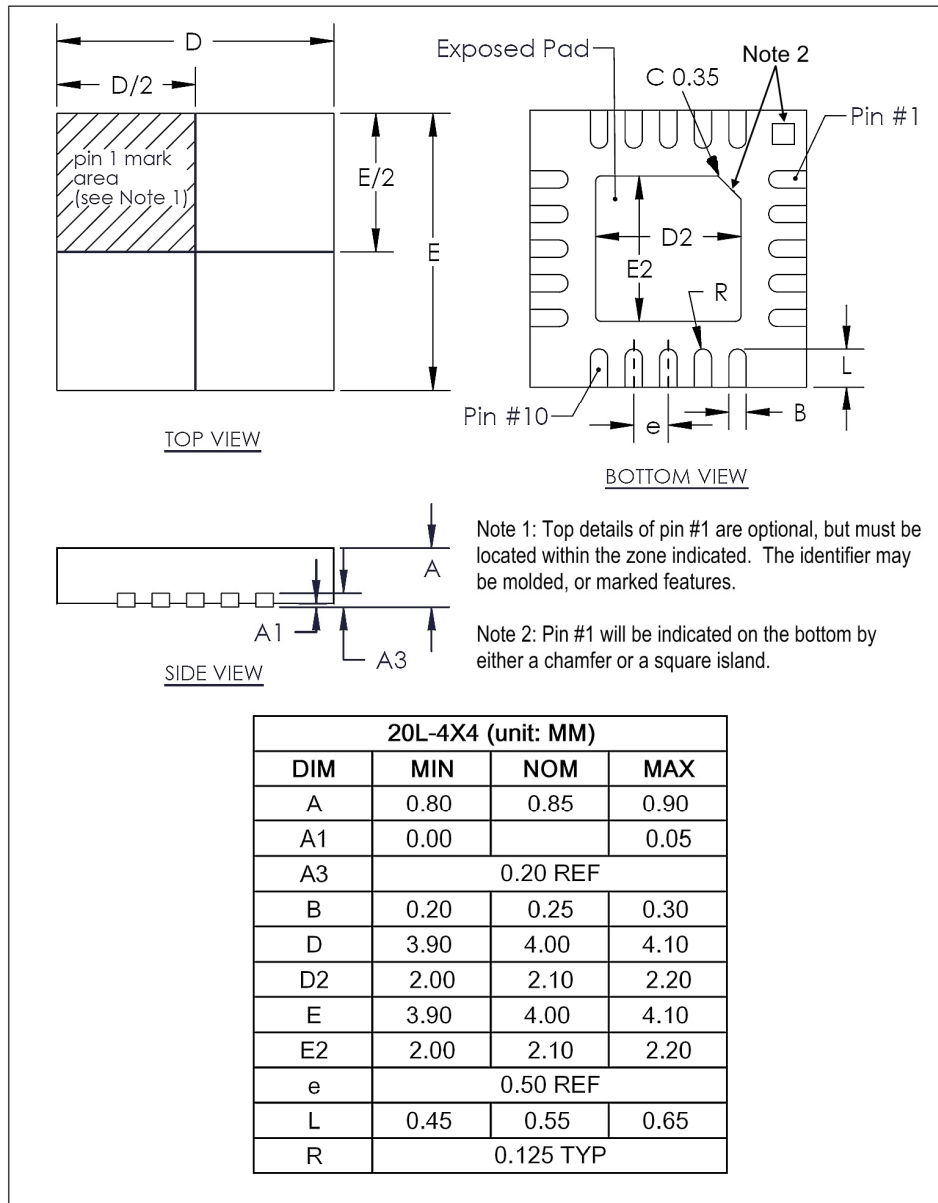 D
D/2
pin 1 mark
area
(see Note 1)
E/2
E
TOP VIEW
Exposed Pad
C 0.35
Note 2
Pin #1
D2
E2
R
L
Pin #10
e
B
BOTTOM VIEW
A
A1
A3
SIDE VIEW
Note 1: Top details of pin #1 are optional, but must be
located within the zone indicated. The identifier may
be molded, or marked features.
Note 2: Pin #1 will be indicated on the bottom by
either a chamfer or a square island.
20L-4X4 (unit: MM)
DIM MIN NOM MAX
A 0.80 0.85 0.90
A1 0.00 0.05
A3 0.20 REF
B 0.20 0.25 0.30
D 3.90 4.00 4.10
D2 2.00 2.10 2.20
E 3.90 4.00 4.10
E2 2.00 2.10 2.20
e 0.50 REF
L 0.45 0.55 0.65
R 0.125 TYP